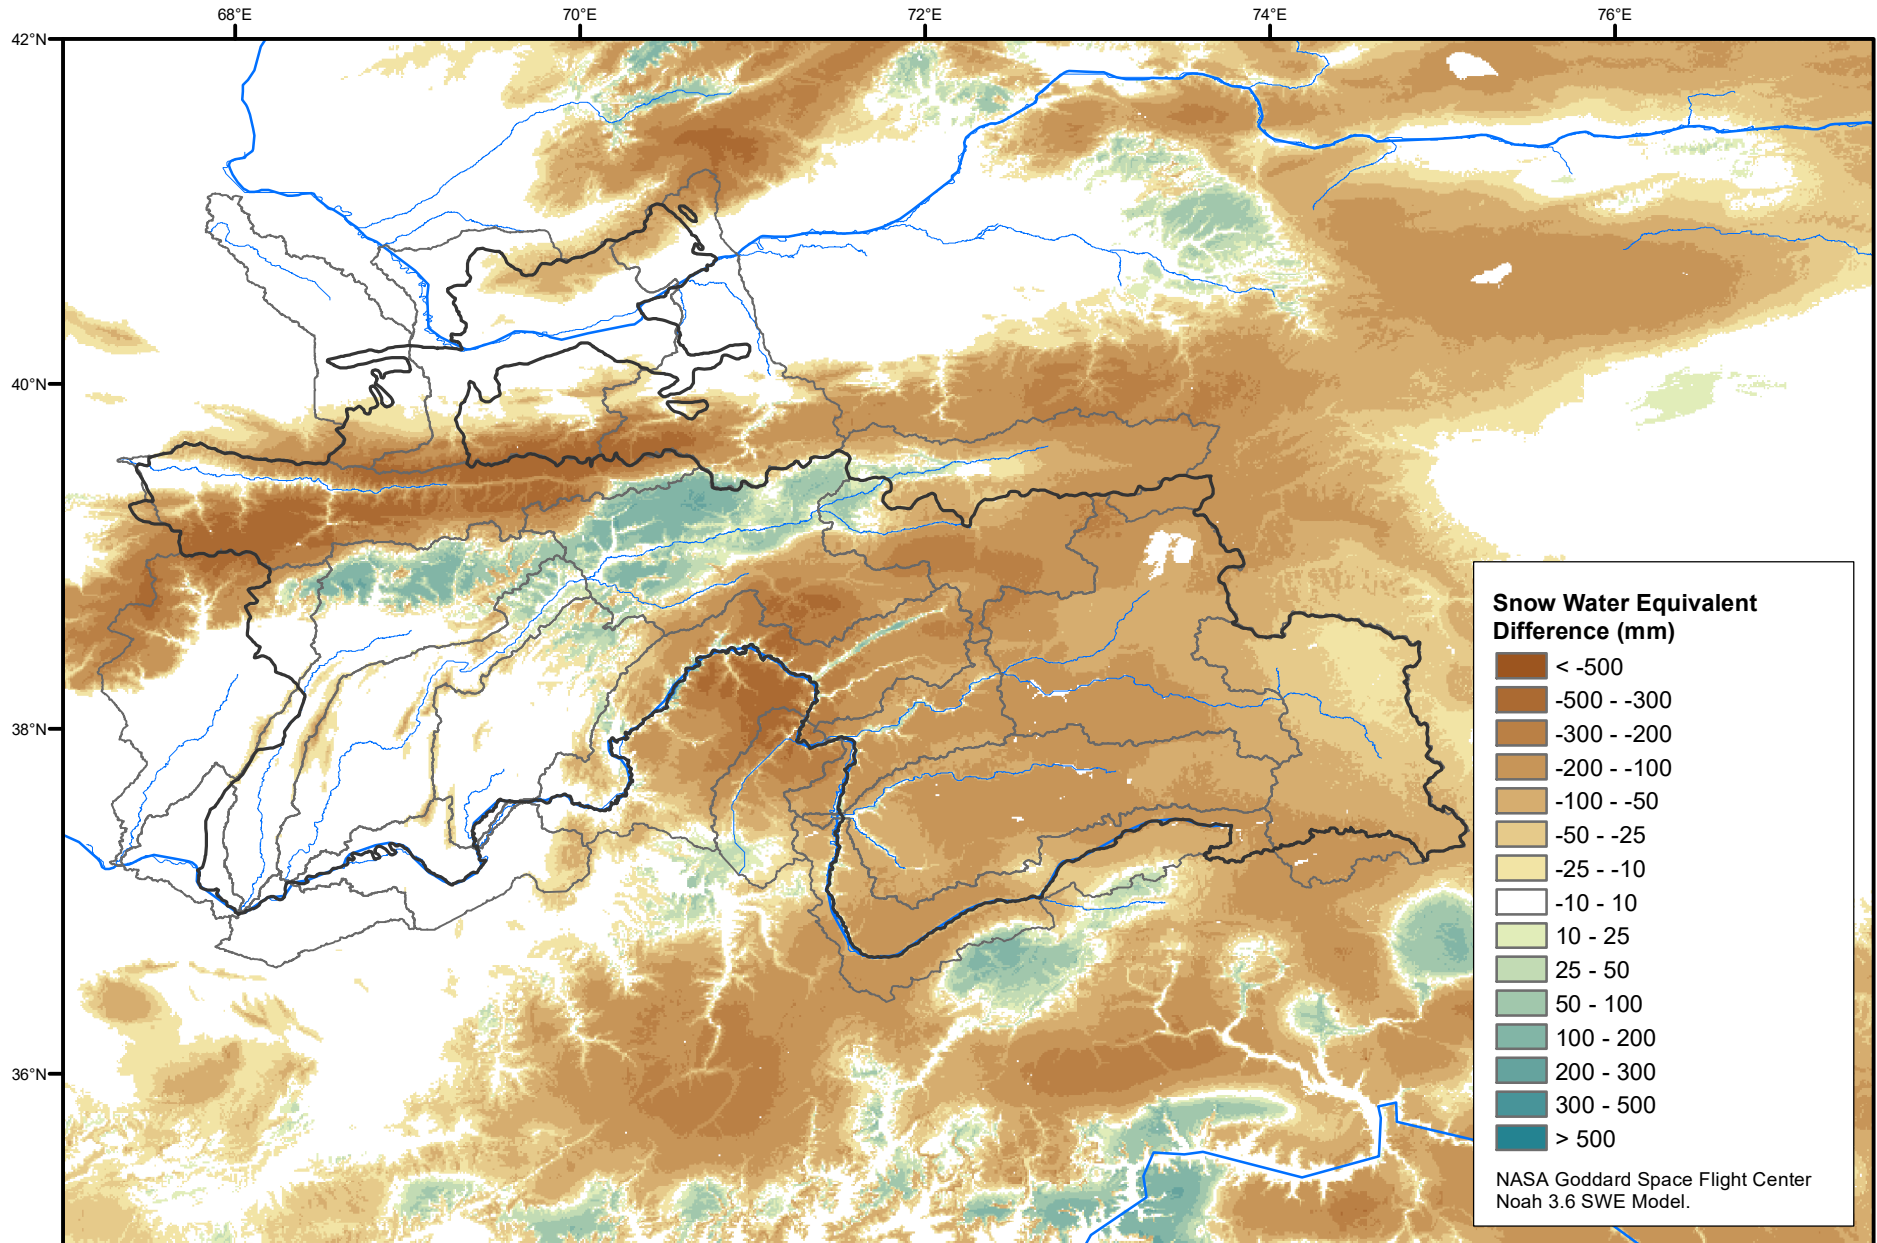 68°E
70°E
72°E
74°E
76°E
42°N
40°N
38°N
36°N
Snow Water Equivalent
Difference (mm)
< -500
-500 - -300
-300 - -200
-200 - -100
-100 - -50
-50 - -25
-25 - -10
-10 - 10
10 - 25
25 - 50
50 - 100
100 - 200
200 - 300
300 - 500
> 500
NASA Goddard Space Flight Center
Noah 3.6 SWE Model.